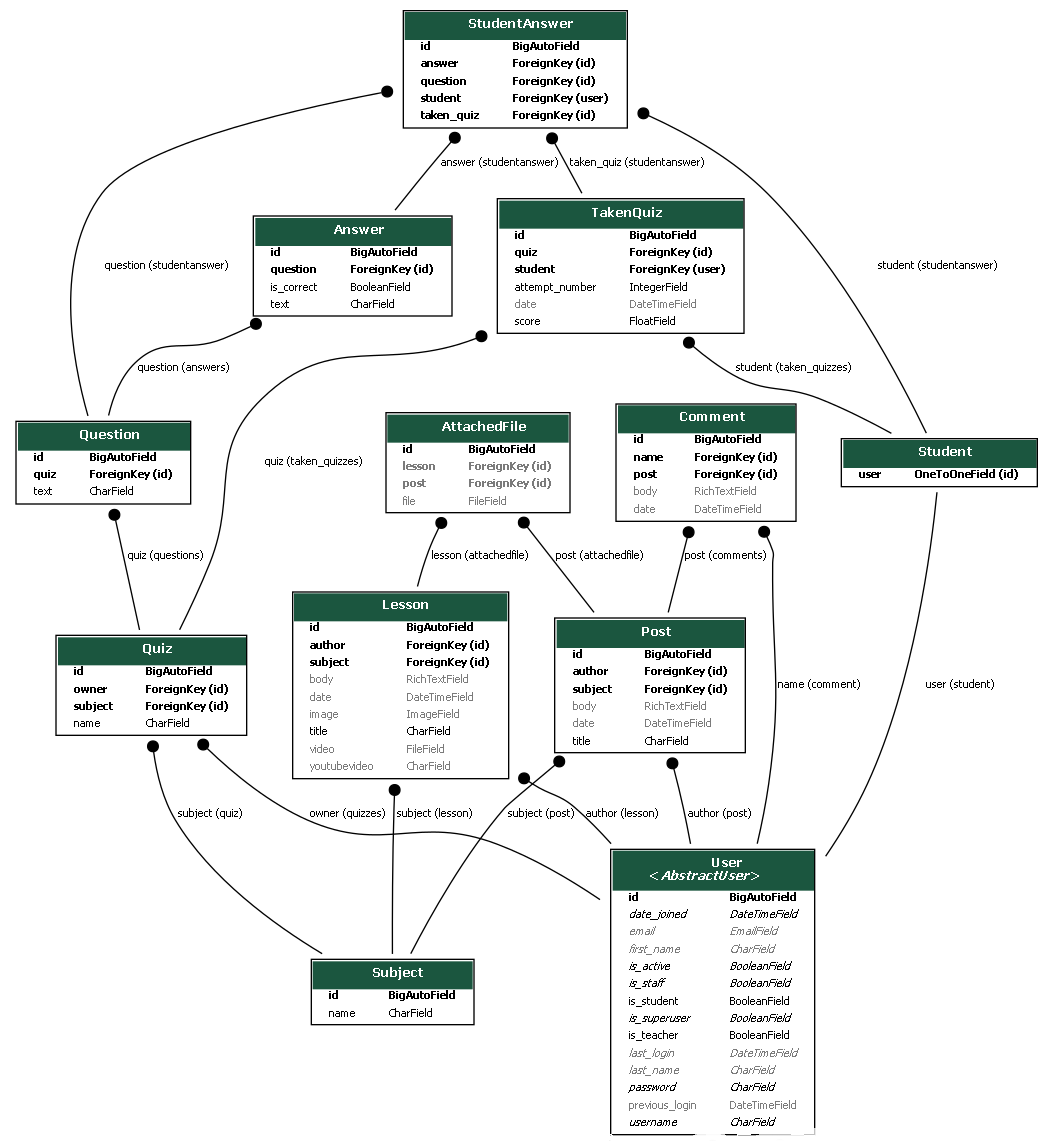 StudentAnswer
id BigAutoField
answer ForeignKey (id)
question ForeignKey (id)
student ForeignKey (user)
taken_quiz ForeignKey (id)
answer (studentanswer)
taken_quiz (studentanswer)
question (studentanswer)
student (studentanswer)
Answer
id BigAutoField
question ForeignKey (id)
is_correct BooleanField
text CharField
TakenQuiz
id BigAutoField
quiz ForeignKey (id)
student ForeignKey (user)
attempt_number IntegerField
date DateTimeField
score FloatField
question (answers)
student (taken_quizzes)
quiz (taken_quizzes)
Question
id BigAutoField
quiz ForeignKey (id)
text CharField
AttachedFile
id BigAutoField
lesson ForeignKey (id)
post ForeignKey (id)
file FileField
Comment
id BigAutoField
name ForeignKey (id)
post ForeignKey (id)
body RichTextField
date DateTimeField
Student
user OneToOneField (id)
quiz (questions)
lesson (attachedfile)
post (attachedfile)
post (comments)
name (comment)
user (student)
Quiz
id BigAutoField
owner ForeignKey (id)
subject ForeignKey (id)
name CharField
Lesson
id BigAutoField
author ForeignKey (id)
subject ForeignKey (id)
body RichTextField
date DateTimeField
image ImageField
title CharField
video FileField
youtubevideo CharField
Post
id BigAutoField
author ForeignKey (id)
subject ForeignKey (id)
body RichTextField
date DateTimeField
title CharField
subject (quiz)
owner (quizzes)
subject (lesson)
subject (post)
author (lesson)
author (post)
Subject
id BigAutoField
name CharField
User
<AbstractUser>
id BigAutoField
date_joined DateTimeField
email EmailField
first_name CharField
is_active BooleanField
is_staff BooleanField
is_student BooleanField
is_superuser BooleanField
is_teacher BooleanField
last_login DateTimeField
last_name CharField
password CharField
previous_login DateTimeField
username CharField